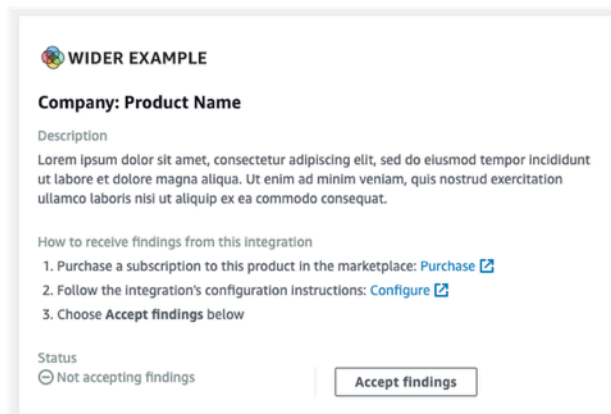 WIDER EXAMPLE
Company: Product Name
Description
Lorem ipsum dolor sit amet, consectetur adipiscing elit, sed do eiusmod tempor incididunt
ut labore et dolore magna aliqua. Ut enim ad minim veniam, quis nostrud exercitation
ullamco laboris nisi ut aliquip ex ea commodo consequat.
How to receive findings from this integration
1. Purchase a subscription to this product in the marketplace: Purchase
2. Follow the integration's configuration instructions: Configure
3. Choose Accept findings below
Status
Not accepting findings
Accept findings